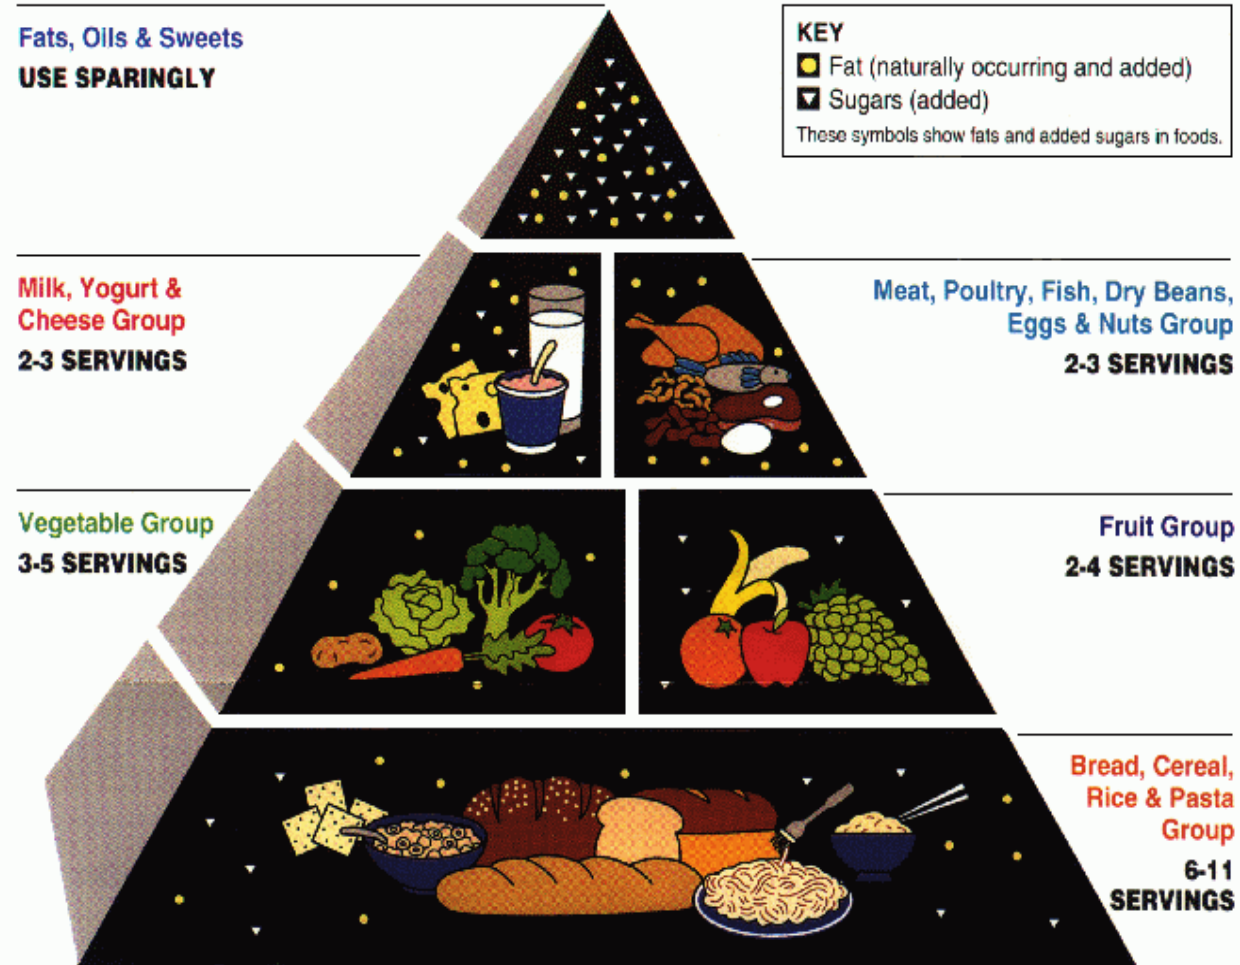 Fats, Oils & Sweets
USE SPARINGLY
KEY
Fat (naturally occurring and added)
Sugars (added)
These symbols show fats and added sugars in foods.
Milk, Yogurt &
Cheese Group
2-3 SERVINGS
Meat, Poultry, Fish, Dry Beans,
Eggs & Nuts Group
2-3 SERVINGS
Vegetable Group
3-5 SERVINGS
Fruit Group
2-4 SERVINGS
Bread, Cereal,
Rice & Pasta
Group
6-11
SERVINGS